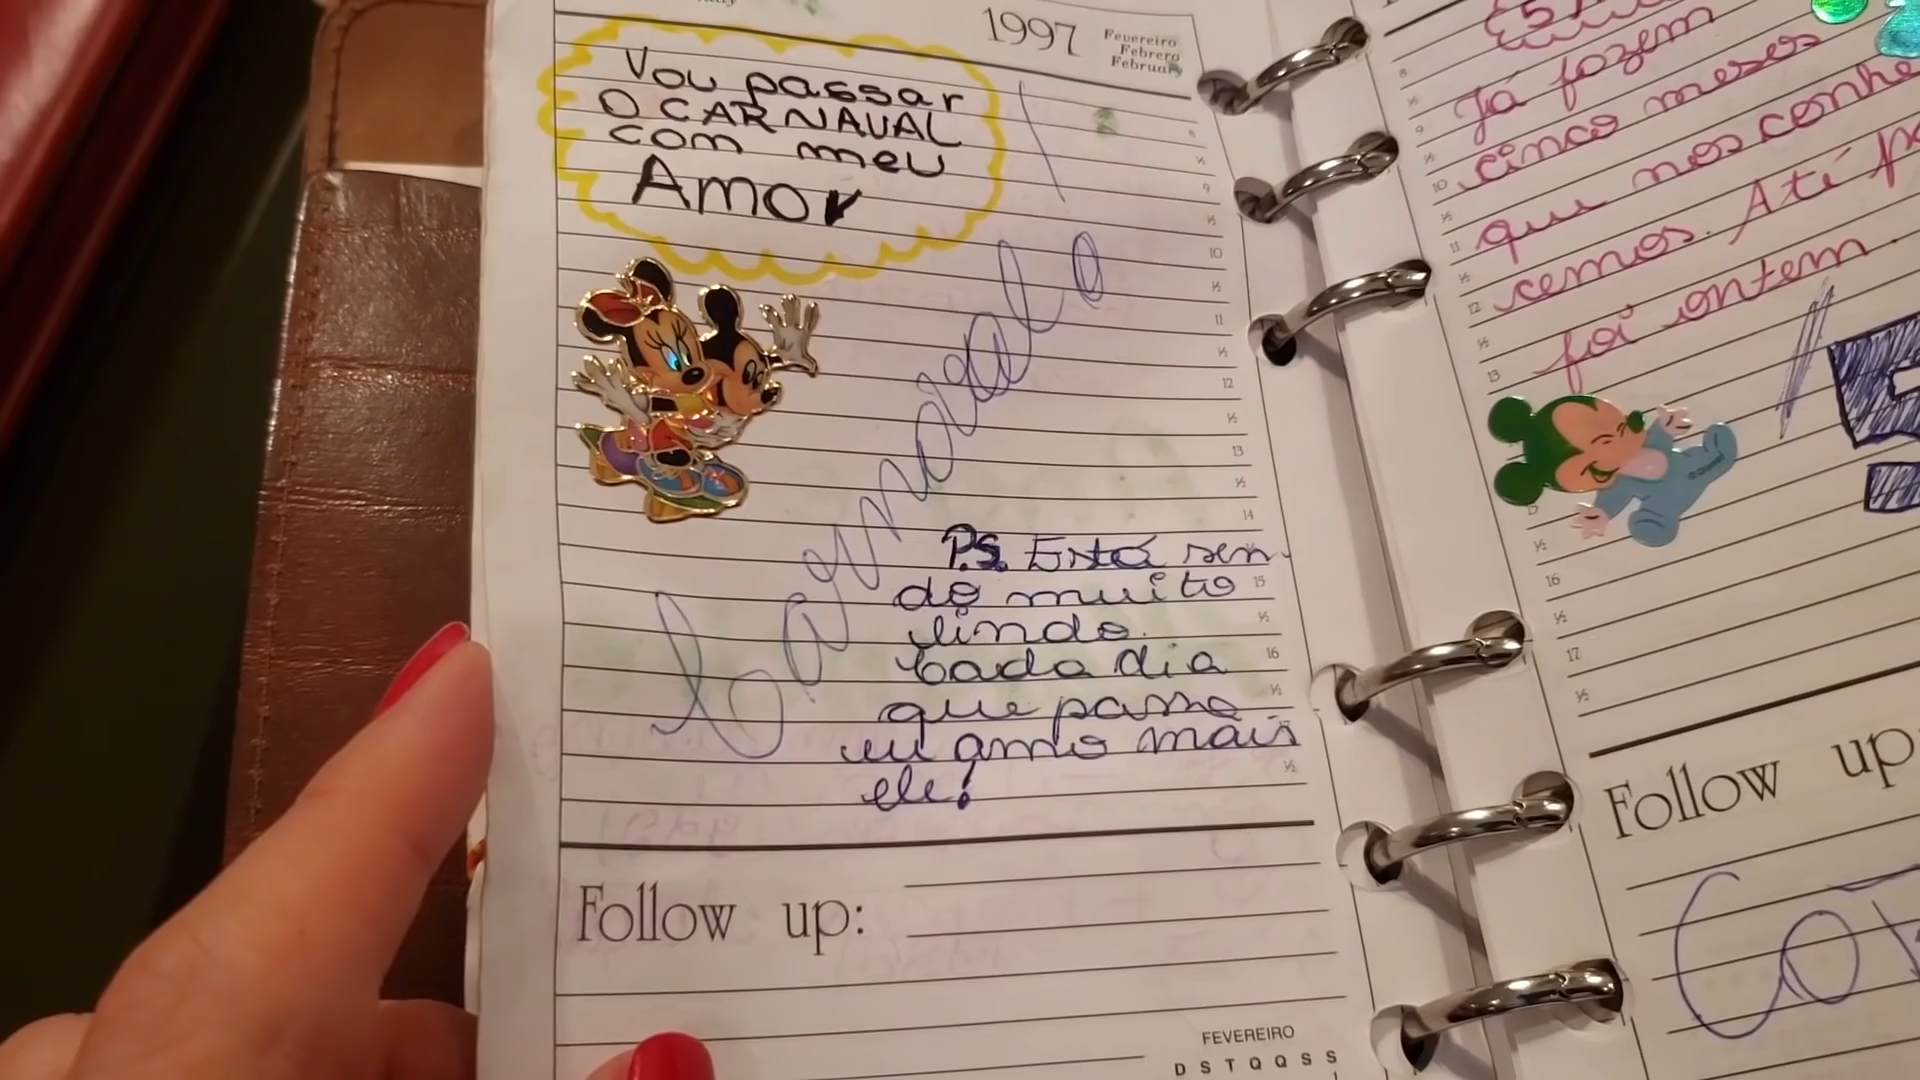 1997
Fevereiro
Febrero
February
Vou passar
O CARNAVAL
com meu
Amor
Carnaval
P.S. Está sen-
do muito
lindo.
Cada dia
que passa
eu amo mais
ele!
Follow up:
FEVEREIRO
D S T Q Q S S
1
Já fazem
cinco meses
que nos conhe
cemos. Até
foi ontem.
Follow up: